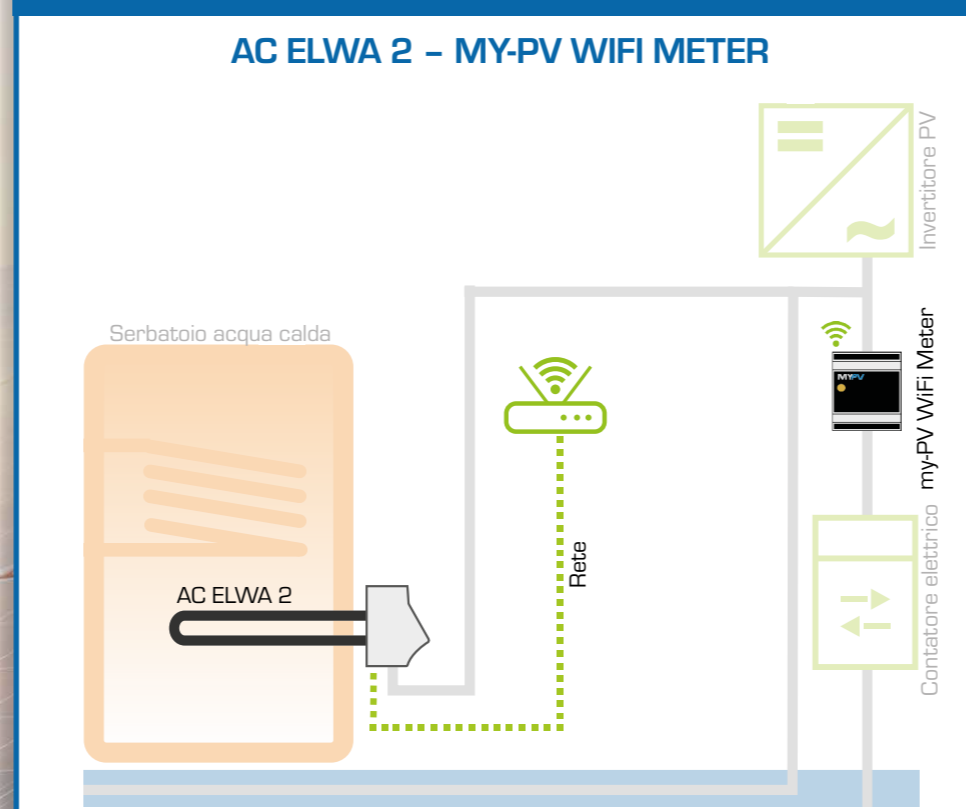 AC ELWA 2 – MY-PV WIFI METER
Invertitore PV
Serbatoio acqua calda
my-PV WiFi Meter
MYPV
Rete
Contatore elettrico
AC ELWA 2